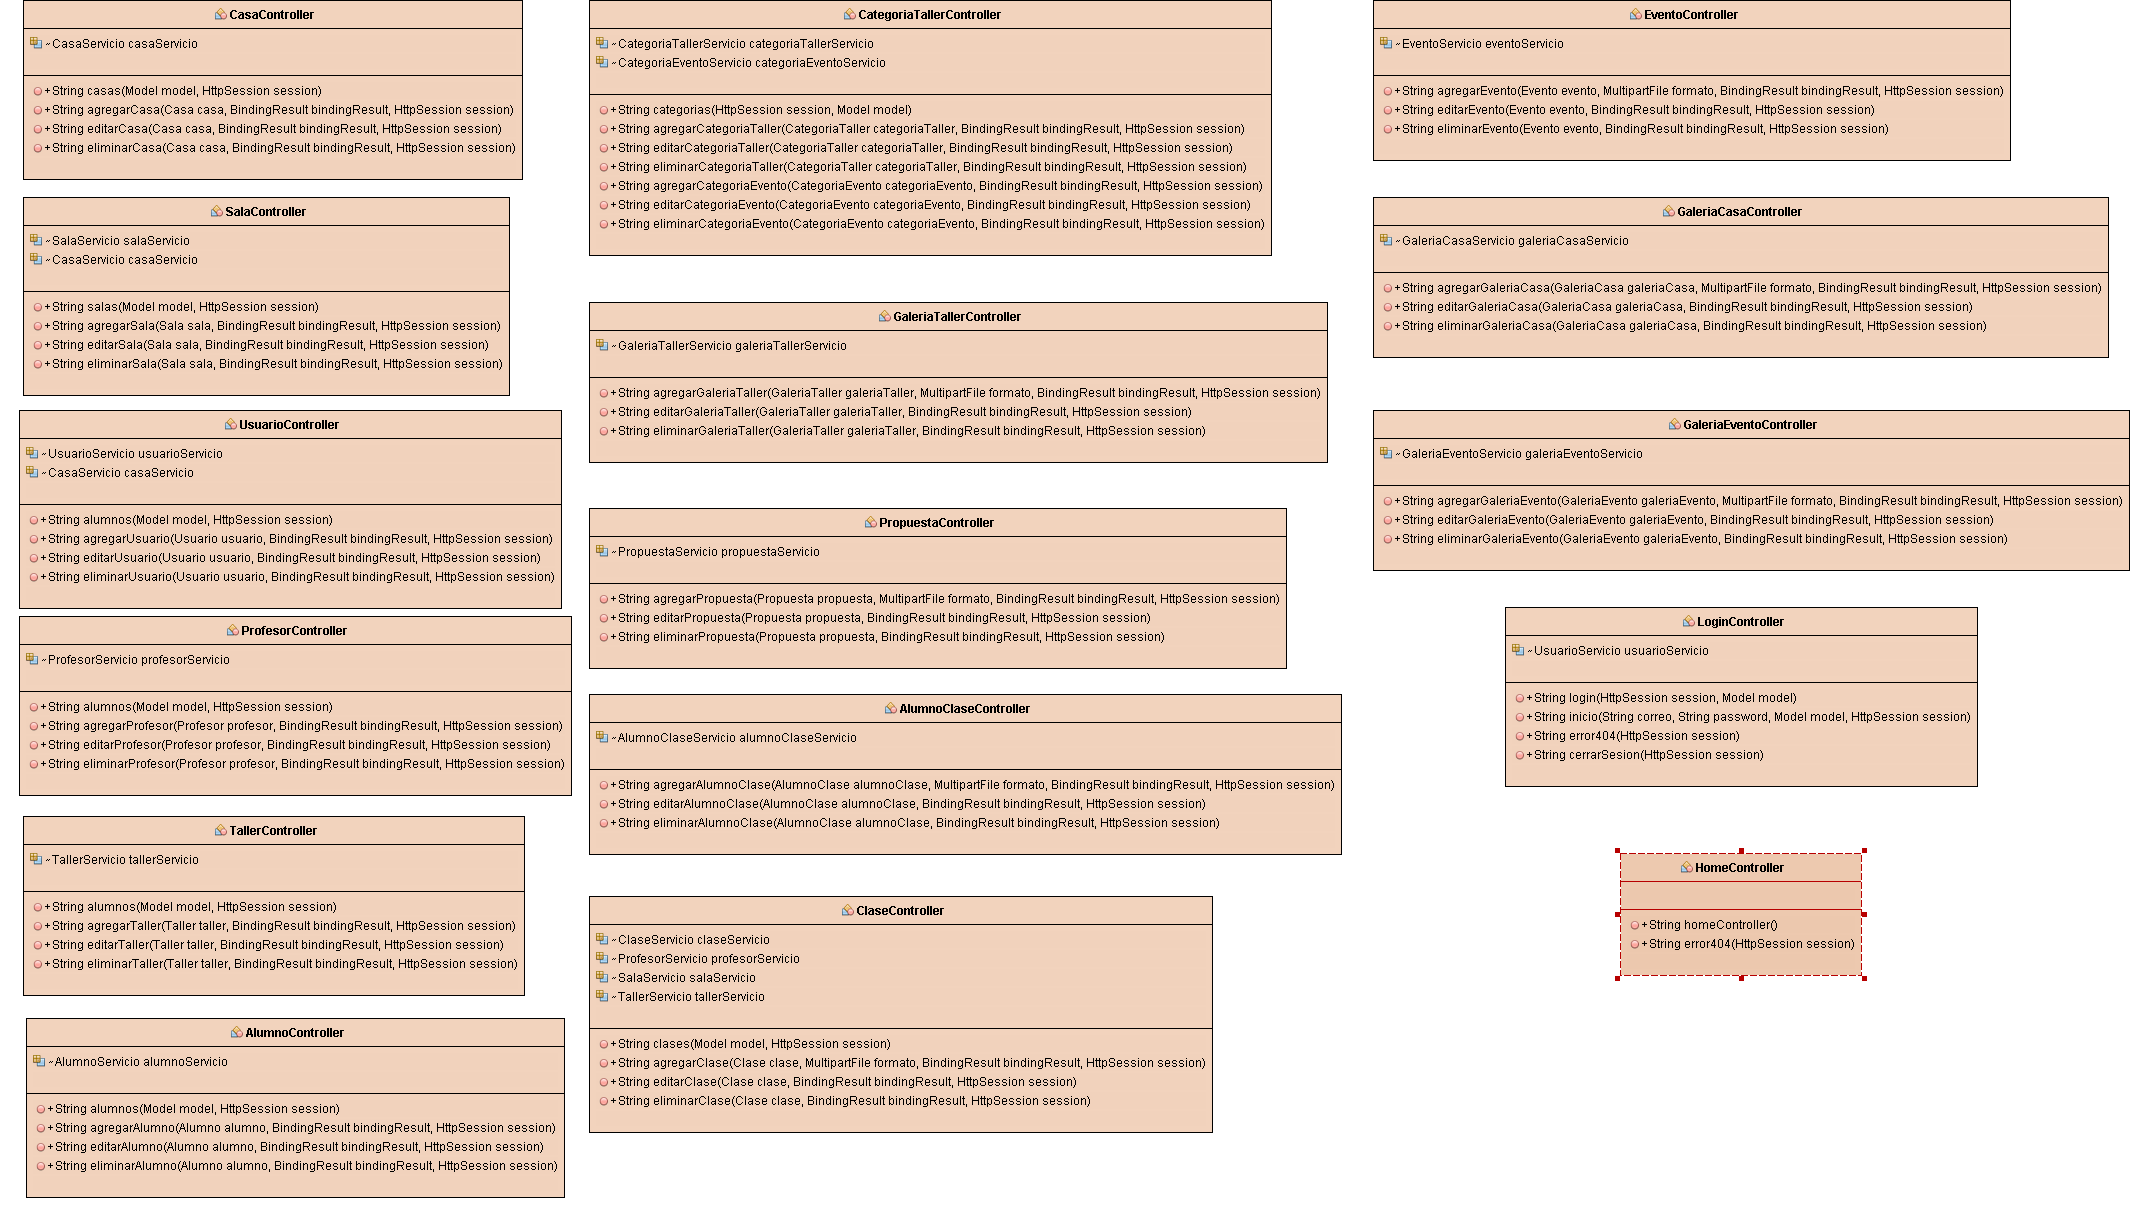 CasaController
~CasaServicio casaServicio
+String casas(Model model, HttpSession session)
+String agregarCasa(Casa casa, BindingResult bindingResult, HttpSession session)
+String editarCasa(Casa casa, BindingResult bindingResult, HttpSession session)
+String eliminarCasa(Casa casa, BindingResult bindingResult, HttpSession session)
SalaController
~SalaServicio salaServicio
~CasaServicio casaServicio
+String salas(Model model, HttpSession session)
+String agregarSala(Sala sala, BindingResult bindingResult, HttpSession session)
+String editarSala(Sala sala, BindingResult bindingResult, HttpSession session)
+String eliminarSala(Sala sala, BindingResult bindingResult, HttpSession session)
UsuarioController
~UsuarioServicio usuarioServicio
~CasaServicio casaServicio
+String alumnos(Model model, HttpSession session)
+String agregarUsuario(Usuario usuario, BindingResult bindingResult, HttpSession session)
+String editarUsuario(Usuario usuario, BindingResult bindingResult, HttpSession session)
+String eliminarUsuario(Usuario usuario, BindingResult bindingResult, HttpSession session)
ProfesorController
~ProfesorServicio profesorServicio
+String alumnos(Model model, HttpSession session)
+String agregarProfesor(Profesor profesor, BindingResult bindingResult, HttpSession session)
+String editarProfesor(Profesor profesor, BindingResult bindingResult, HttpSession session)
+String eliminarProfesor(Profesor profesor, BindingResult bindingResult, HttpSession session)
TallerController
~TallerServicio tallerServicio
+String alumnos(Model model, HttpSession session)
+String agregarTaller(Taller taller, BindingResult bindingResult, HttpSession session)
+String editarTaller(Taller taller, BindingResult bindingResult, HttpSession session)
+String eliminarTaller(Taller taller, BindingResult bindingResult, HttpSession session)
AlumnoController
~AlumnoServicio alumnoServicio
+String alumnos(Model model, HttpSession session)
+String agregarAlumno(Alumno alumno, BindingResult bindingResult, HttpSession session)
+String editarAlumno(Alumno alumno, BindingResult bindingResult, HttpSession session)
+String eliminarAlumno(Alumno alumno, BindingResult bindingResult, HttpSession session)
CategoriaTallerController
~CategoriaTallerServicio categoriaTallerServicio
~CategoriaEventoServicio categoriaEventoServicio
+String categorias(HttpSession session, Model model)
+String agregarCategoriaTaller(CategoriaTaller categoriaTaller, BindingResult bindingResult, HttpSession session)
+String editarCategoriaTaller(CategoriaTaller categoriaTaller, BindingResult bindingResult, HttpSession session)
+String eliminarCategoriaTaller(CategoriaTaller categoriaTaller, BindingResult bindingResult, HttpSession session)
+String agregarCategoriaEvento(CategoriaEvento categoriaEvento, BindingResult bindingResult, HttpSession session)
+String editarCategoriaEvento(CategoriaEvento categoriaEvento, BindingResult bindingResult, HttpSession session)
+String eliminarCategoriaEvento(CategoriaEvento categoriaEvento, BindingResult bindingResult, HttpSession session)
GaleriaTallerController
~GaleriaTallerServicio galeriaTallerServicio
+String agregarGaleriaTaller(GaleriaTaller galeriaTaller, MultipartFile formato, BindingResult bindingResult, HttpSession session)
+String editarGaleriaTaller(GaleriaTaller galeriaTaller, BindingResult bindingResult, HttpSession session)
+String eliminarGaleriaTaller(GaleriaTaller galeriaTaller, BindingResult bindingResult, HttpSession session)
PropuestaController
~PropuestaServicio propuestaServicio
+String agregarPropuesta(Propuesta propuesta, MultipartFile formato, BindingResult bindingResult, HttpSession session)
+String editarPropuesta(Propuesta propuesta, BindingResult bindingResult, HttpSession session)
+String eliminarPropuesta(Propuesta propuesta, BindingResult bindingResult, HttpSession session)
AlumnoClaseController
~AlumnoClaseServicio alumnoClaseServicio
+String agregarAlumnoClase(AlumnoClase alumnoClase, MultipartFile formato, BindingResult bindingResult, HttpSession session)
+String editarAlumnoClase(AlumnoClase alumnoClase, BindingResult bindingResult, HttpSession session)
+String eliminarAlumnoClase(AlumnoClase alumnoClase, BindingResult bindingResult, HttpSession session)
ClaseController
~ClaseServicio claseServicio
~ProfesorServicio profesorServicio
~SalaServicio salaServicio
~TallerServicio tallerServicio
+String clases(Model model, HttpSession session)
+String agregarClase(Clase clase, MultipartFile formato, BindingResult bindingResult, HttpSession session)
+String editarClase(Clase clase, BindingResult bindingResult, HttpSession session)
+String eliminarClase(Clase clase, BindingResult bindingResult, HttpSession session)
EventoController
~EventoServicio eventoServicio
+String agregarEvento(Evento evento, MultipartFile formato, BindingResult bindingResult, HttpSession session)
+String editarEvento(Evento evento, BindingResult bindingResult, HttpSession session)
+String eliminarEvento(Evento evento, BindingResult bindingResult, HttpSession session)
GaleriaCasaController
~GaleriaCasaServicio galeriaCasaServicio
+String agregarGaleriaCasa(GaleriaCasa galeriaCasa, MultipartFile formato, BindingResult bindingResult, HttpSession session)
+String editarGaleriaCasa(GaleriaCasa galeriaCasa, BindingResult bindingResult, HttpSession session)
+String eliminarGaleriaCasa(GaleriaCasa galeriaCasa, BindingResult bindingResult, HttpSession session)
GaleriaEventoController
~GaleriaEventoServicio galeriaEventoServicio
+String agregarGaleriaEvento(GaleriaEvento galeriaEvento, MultipartFile formato, BindingResult bindingResult, HttpSession session)
+String editarGaleriaEvento(GaleriaEvento galeriaEvento, BindingResult bindingResult, HttpSession session)
+String eliminarGaleriaEvento(GaleriaEvento galeriaEvento, BindingResult bindingResult, HttpSession session)
LoginController
~UsuarioServicio usuarioServicio
+String login(HttpSession session, Model model)
+String inicio(String correo, String password, Model model, HttpSession session)
+String error404(HttpSession session)
+String cerrarSesion(HttpSession session)
HomeController
+String homeController()
+String error404(HttpSession session)